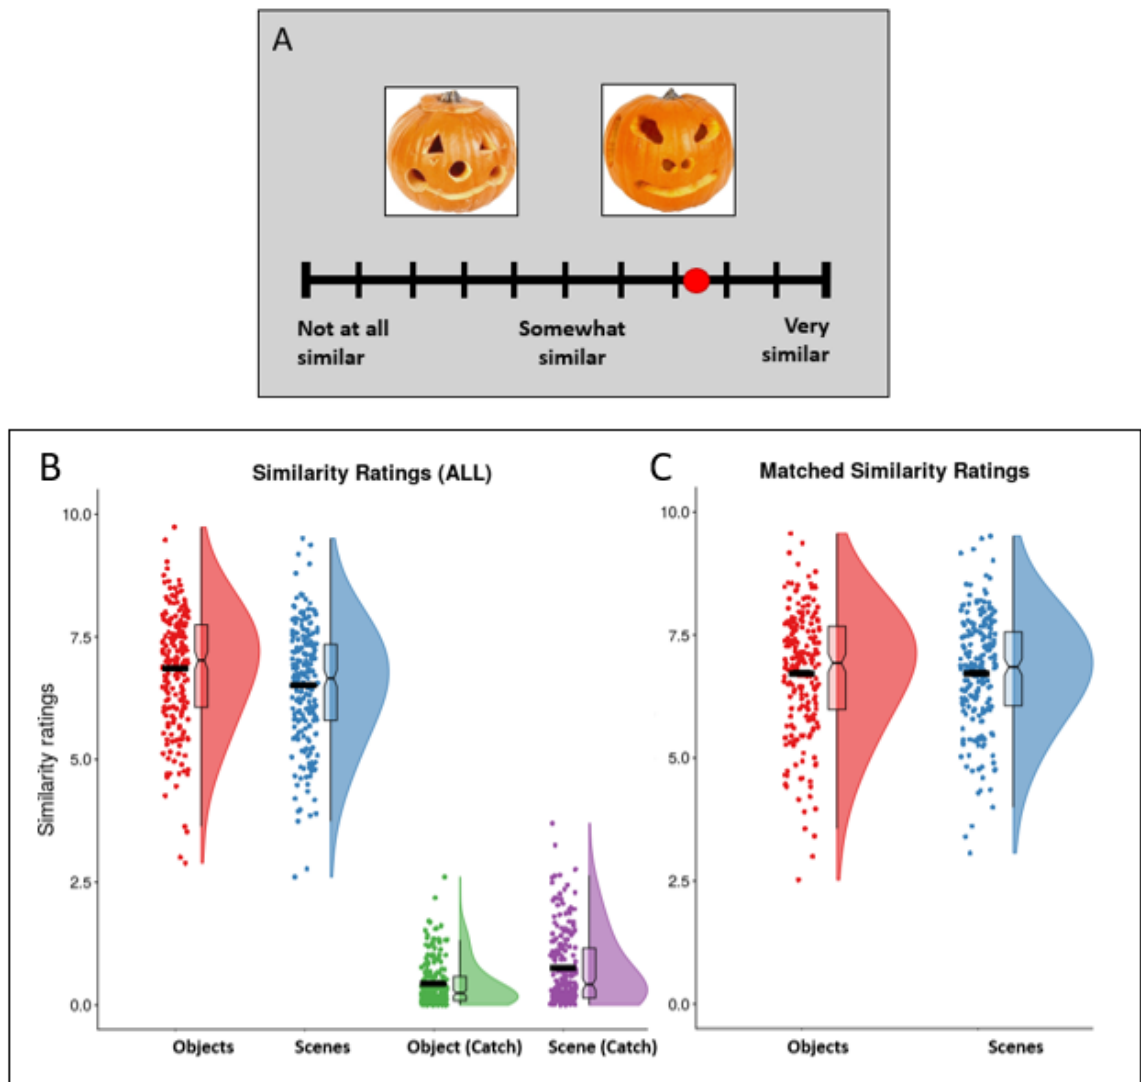 A
Not at all
similar
Somewhat
similar
Very
similar
B
Similarity Ratings (ALL)
Similarity ratings
10.0
7.5
5.0
2.5
0.0
Objects
Scenes
Object (Catch)
Scene (Catch)
C
Matched Similarity Ratings
10.0
7.5
5.0
2.5
0.0
Objects
Scenes